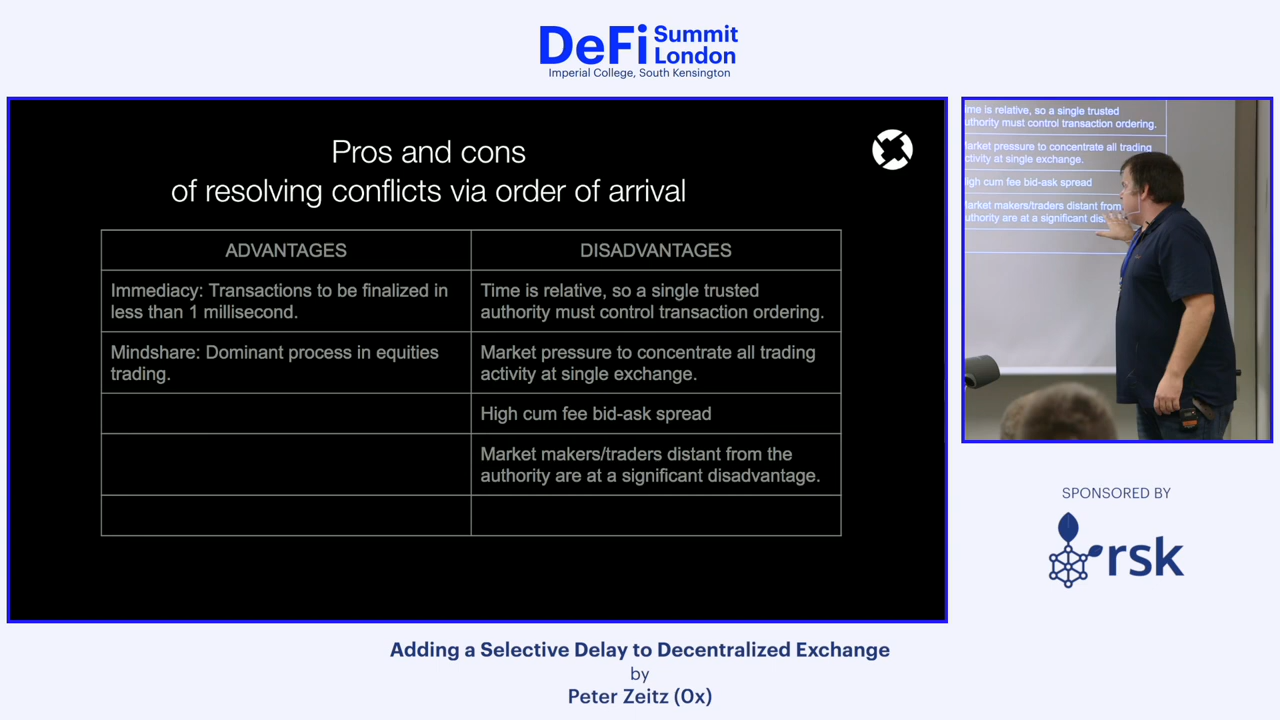 DeFi Summit
London
Imperial College, South Kensington
Pros and cons
of resolving conflicts via order of arrival
ADVANTAGES
DISADVANTAGES
Immediacy: Transactions to be finalized in
less than 1 millisecond.
Time is relative, so a single trusted
authority must control transaction ordering.
Mindshare: Dominant process in equities
trading.
Market pressure to concentrate all trading
activity at single exchange.
High cum fee bid-ask spread
Market makers/traders distant from the
authority are at a significant disadvantage.
me is relative, so a single trusted
uthority must control transaction ordering.
arket pressure to concentrate all trading
ctivity at single exchange.
igh cum fee bid-ask spread
arket makers/traders distant from
uthority are at a significant dis
SPONSORED BY
rsk
Adding a Selective Delay to Decentralized Exchange
by
Peter Zeitz (0x)